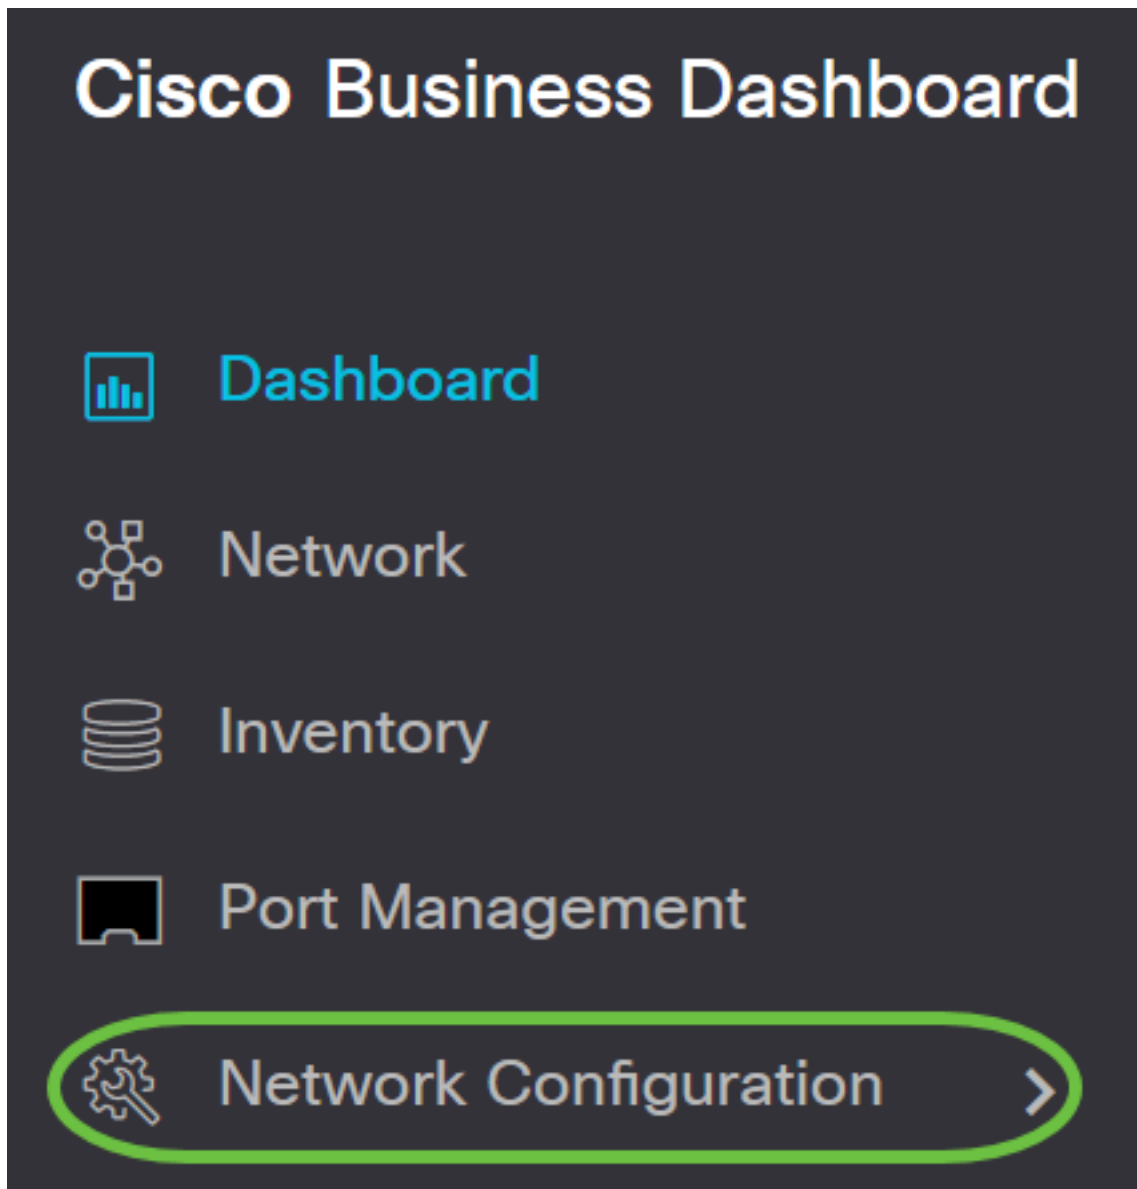 Cisco Business Dashboard
Dashboard
Network
Inventory
Port Management
Network Configuration